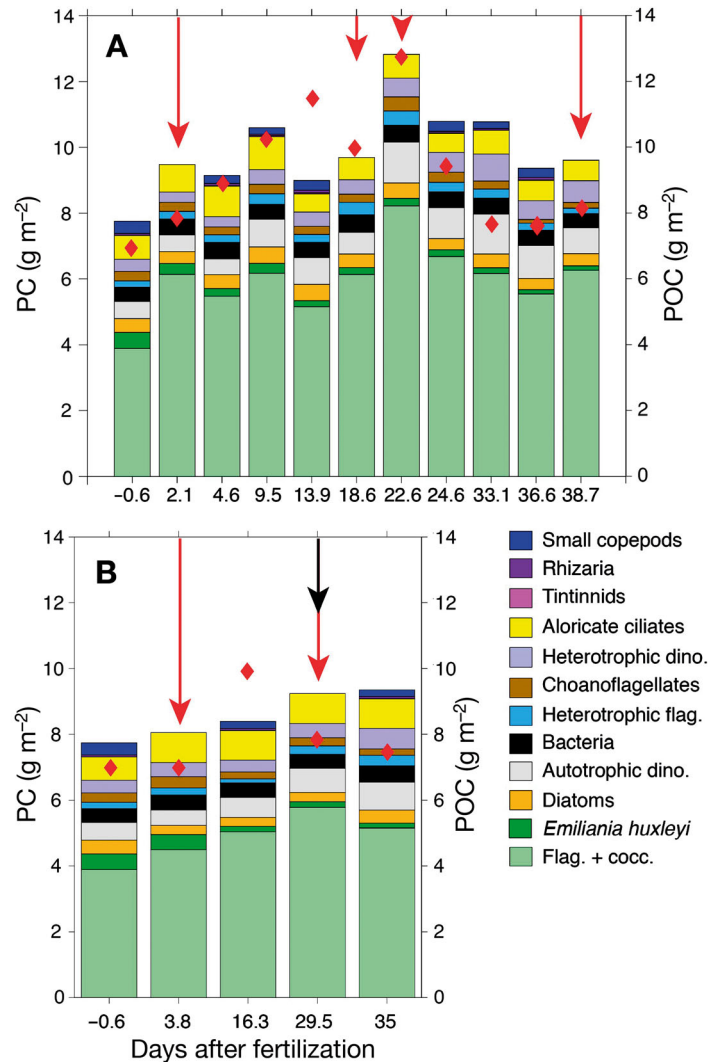 A
PC (g m−2)
POC (g m−2)
14
12
10
8
6
4
2
0
14
12
10
8
6
4
2
0
−0.6 2.1 4.6 9.5 13.9 18.6 22.6 24.6 33.1 36.6 38.7
B
PC (g m−2)
POC (g m−2)
14
12
10
8
6
4
2
0
14
12
10
8
6
4
2
0
−0.6 3.8 16.3 29.5 35
Days after fertilization
Small copepods
Rhizaria
Tintinnids
Aloricate ciliates
Heterotrophic dino.
Choanoflagellates
Heterotrophic flag.
Bacteria
Autotrophic dino.
Diatoms
Emiliania huxleyi
Flag. + cocc.